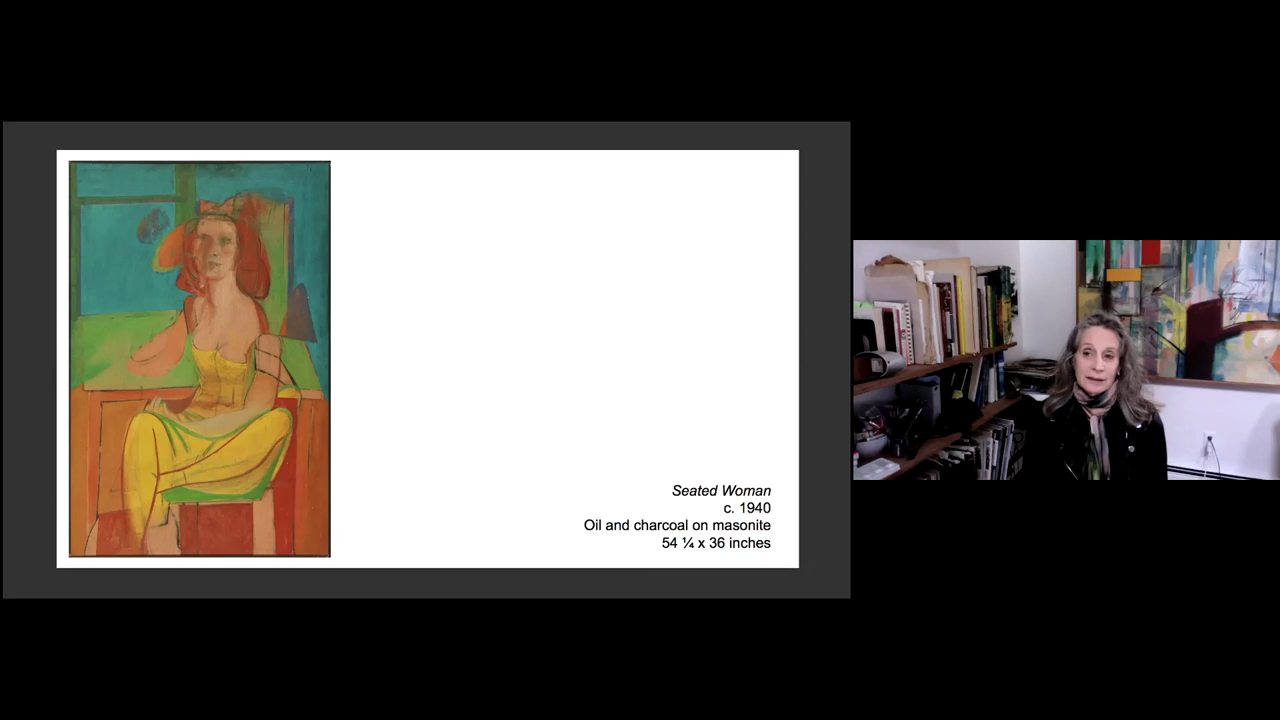 Seated Woman
c. 1940
Oil and charcoal on masonite
54 ¼ x 36 inches